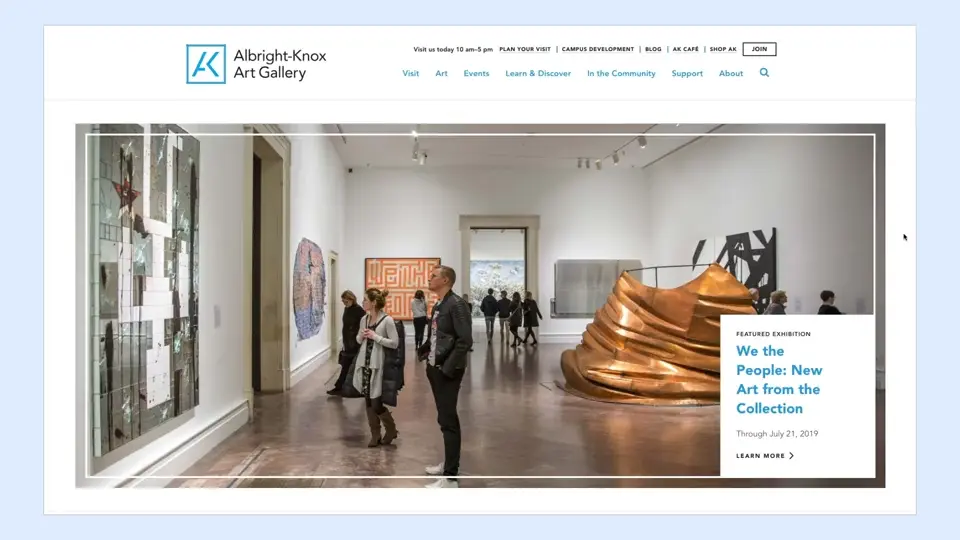 Albright-Knox
Art Gallery
Visit us today 10 am–5 pm PLAN YOUR VISIT | CAMPUS DEVELOPMENT | BLOG | AK CAFÉ | SHOP AK JOIN
Visit Art Events Learn & Discover In the Community Support About
WE THE
FEATURED EXHIBITION
We the
People: New
Art from the
Collection
Through July 21, 2019
LEARN MORE